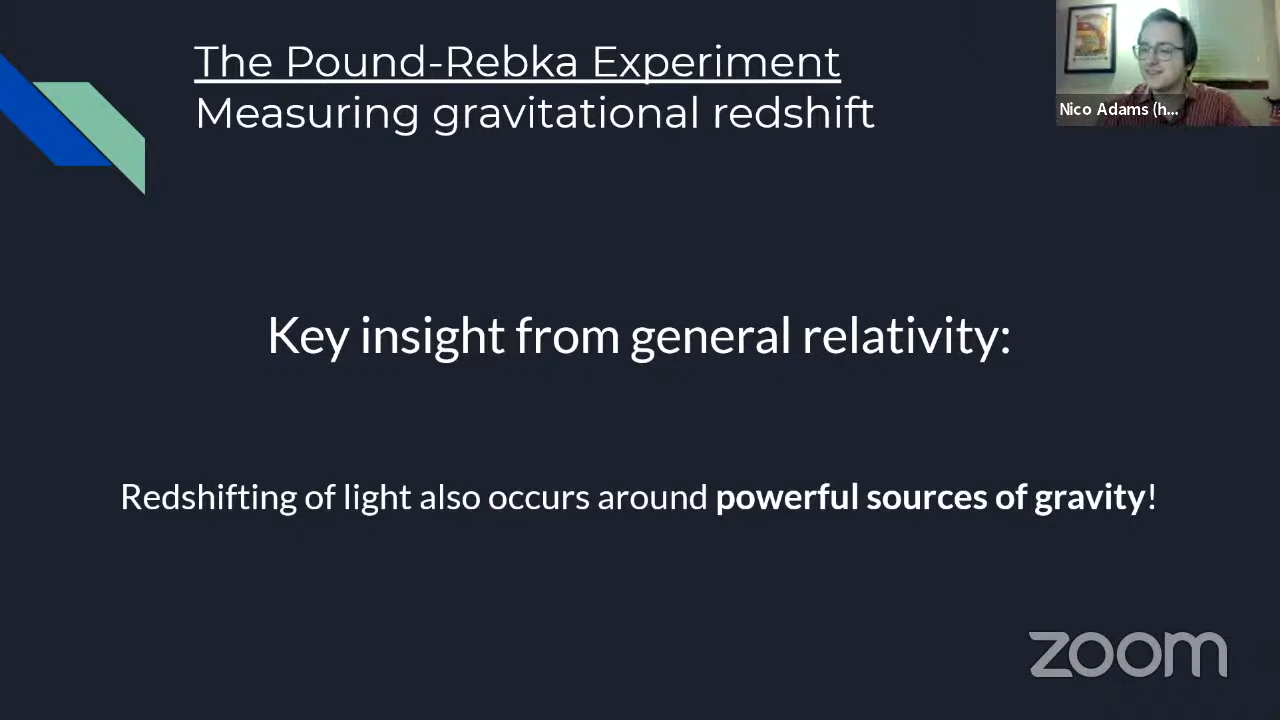 The Pound-Rebka Experiment
Measuring gravitational redshift
Nico Adams (h...
Key insight from general relativity:
Redshifting of light also occurs around powerful sources of gravity!
zoom